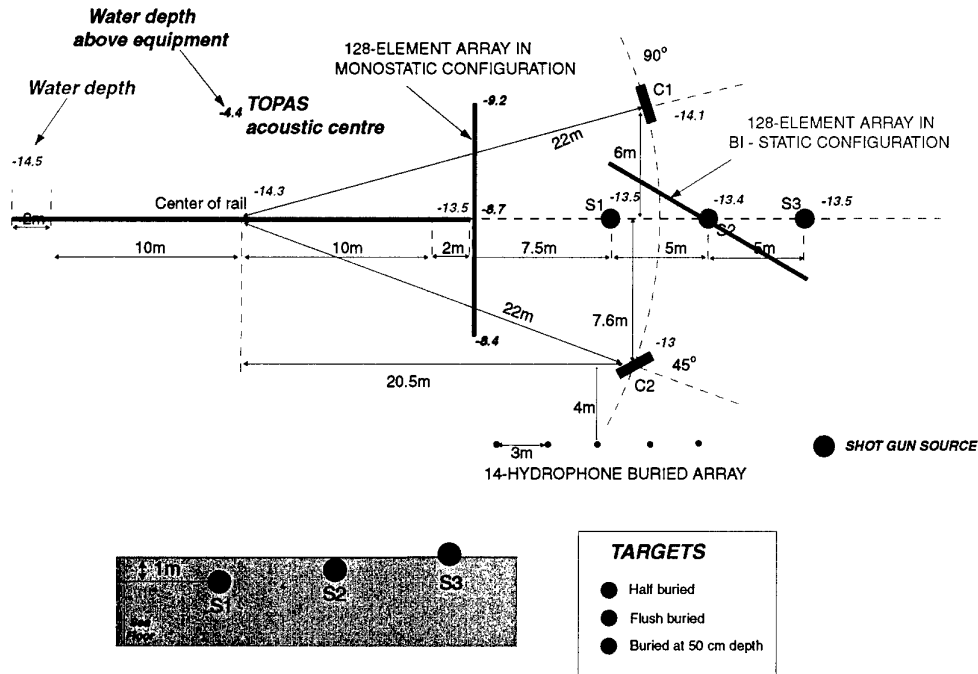 Water depth
above equipment
128-ELEMENT ARRAY IN
MONOSTATIC CONFIGURATION
90°
Water depth
-4.4
TOPAS
acoustic centre
-9.2
C1
-14.1
128-ELEMENT ARRAY IN
BI - STATIC CONFIGURATION
22m
6m
-14.5
-14.3
Center of rail
-13.5
-8.7
S1
-13.5
-13.4
S3
-13.5
2m
S2
10m
10m
2m
7.5m
5m
5m
22m
7.6m
-8.4
-13
45°
20.5m
C2
4m
3m
14-HYDROPHONE BURIED ARRAY
SHOT GUN SOURCE
1m
S1
S2
S3
Sea
Floor
TARGETS
Half buried
Flush buried
Buried at 50 cm depth